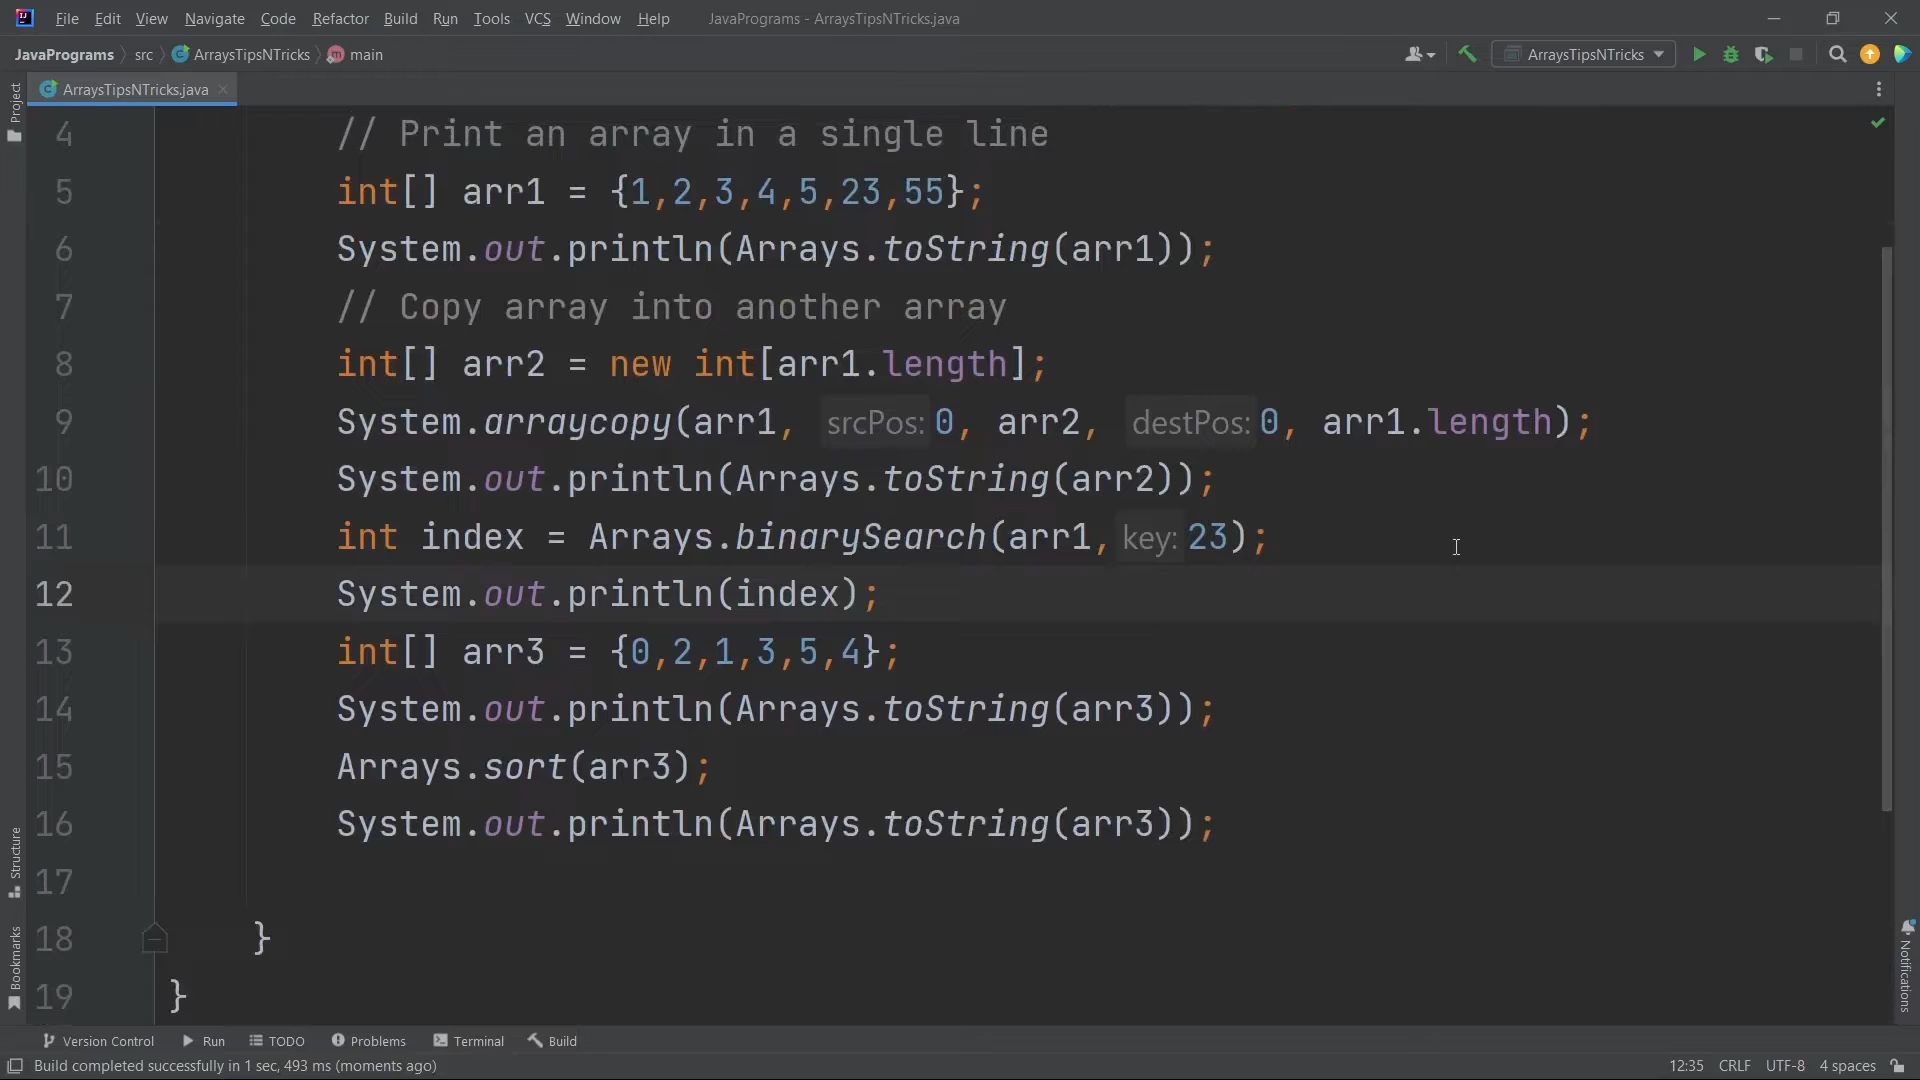 File Edit View Navigate Code Refactor Build Run Tools VCS Window Help JavaPrograms - ArraysTipsNTricks.java
JavaPrograms src ArraysTipsNTricks main ArraysTipsNTricks
ArraysTipsNTricks.java
Project
4 // Print an array in a single line
5 int[] arr1 = {1,2,3,4,5,23,55};
6 System.out.println(Arrays.toString(arr1));
7 // Copy array into another array
8 int[] arr2 = new int[arr1.length];
9 System.arraycopy(arr1, srcPos: 0, arr2, destPos: 0, arr1.length);
10 System.out.println(Arrays.toString(arr2));
11 int index = Arrays.binarySearch(arr1, key: 23);
12 System.out.println(index);
13 int[] arr3 = {0,2,1,3,5,4};
14 System.out.println(Arrays.toString(arr3));
15 Arrays.sort(arr3);
16 System.out.println(Arrays.toString(arr3));
17
18 }
19 }
Structure
Bookmarks
Notifications
Version Control Run TODO Problems Terminal Build
Build completed successfully in 1 sec, 493 ms (moments ago) 12:35 CRLF UTF-8 4 spaces